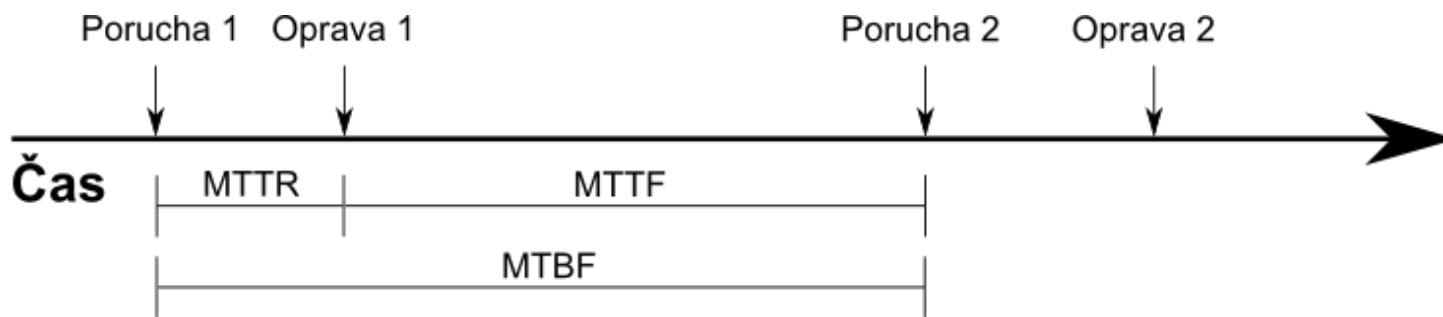 Porucha 1 Oprava 1 Porucha 2 Oprava 2
Čas
MTTR MTTF
MTBF